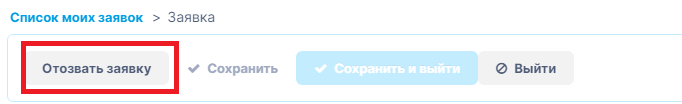 Список моих заявок > Заявка
Отозвать заявку Сохранить Сохранить и выйти Выйти